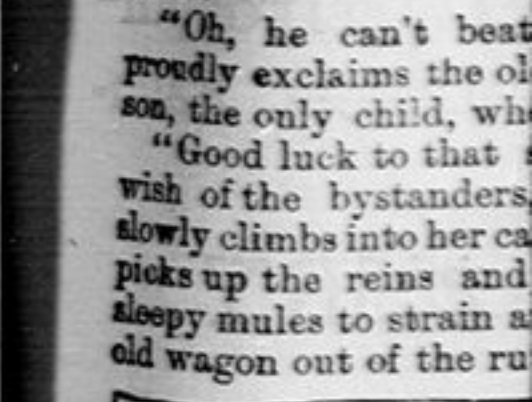 "Oh, he can't beat
proudly exclaims the ol
son, the only child, wh
"Good luck to that
wish of the bystanders,
slowly climbs into her ca
picks up the reins and
sleepy mules to strain a
old wagon out of the ru